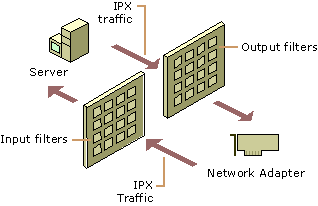 IPX
traffic
Output filters
Server
Input filters
IPX
Traffic
Network Adapter